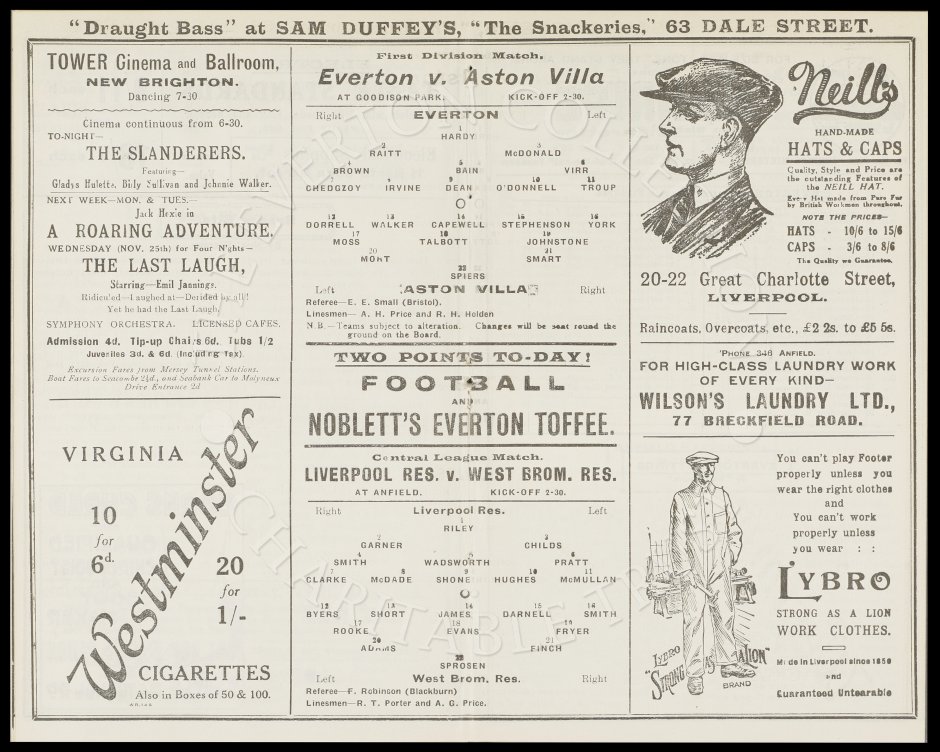 "Draught Bass" at SAM DUFFEY'S, "The Snackeries," 63 DALE STREET.
TOWER Cinema and Ballroom,
NEW BRIGHTON.
Dancing 7-30
Cinema continuous from 6-30.
TO-NIGHT—
THE SLANDERERS.
Featuring—
Gladys Hulette, Billy Sullivan and Johnnie Walker.
NEXT WEEK—MON. & TUES.—
Jack Hoxie in
A ROARING ADVENTURE.
WEDNESDAY (NOV. 25th) for Four N'ghts—
THE LAST LAUGH,
Starring—Emil Jannings.
Ridiculed—Laughed at—Derided by all!
Yet he had the Last Laugh,
SYMPHONY ORCHESTRA. LICENSED CAFES.
Admission 4d. Tip-up Chairs 6d. Tubs 1/2
Juveniles 3d. & 6d. (Including Tax).
Excursion Fares from Mersey Tunnel Stations.
Boat Fares to Seacombe 2½d., and Seabank Car to Molyneux
Drive Entrance 2d
VIRGINIA
10
for
6d.
Westminster
20
for
1/-
CIGARETTES
Also in Boxes of 50 & 100.
First Division Match.
Everton v. Aston Villa
AT GOODISON PARK. KICK-OFF 2-30.
Right EVERTON Left
1
HARDY
2 3
RAITT McDONALD
4 5 6
BROWN BAIN VIRR
7 8 9 10 11
CHEDGZOY IRVINE DEAN O'DONNELL TROUP
O
12 13 14 15 16
DORRELL WALKER CAPEWELL STEPHENSON YORK
17 18 19
MOSS TALBOTT JOHNSTONE
20 21
MORT SMART
22
SPIERS
Left ASTON VILLA Right
Referee—E. E. Small (Bristol).
Linesmen— A. H. Price and R. H. Holden
N.B.—Teams subject to alteration. Changes will be sent round the
ground on the Board.
TWO POINTS TO-DAY!
FOOTBALL
AND
NOBLETT'S EVERTON TOFFEE.
Central League Match.
LIVERPOOL RES. v. WEST BROM. RES.
AT ANFIELD. KICK-OFF 2-30.
Right Liverpool Res. Left
1
RILEY
2 3
GARNER CHILDS
4 5 6
SMITH WADSWORTH PRATT
7 8 9 10 11
CLARKE McDADE SHONE HUGHES McMULLAN
O
12 13 14 15 16
BYERS SHORT JAMES DARNELL SMITH
17 18 19
ROOKE EVANS FRYER
20 21
ADAMS FINCH
22
SPROSEN
Left West Brom. Res. Right
Referee—F. Robinson (Blackburn)
Linesmen—R. T. Porter and A. G. Price.
Neill's
HAND-MADE
HATS & CAPS
Quality, Style and Price are
the outstanding Features of
the NEILL HAT.
Every Hat made from Pure Fur
by British Workmen throughout.
NOTE THE PRICES—
HATS - 10/6 to 15/6
CAPS - 3/6 to 8/6
The Quality we Guarantee.
20-22 Great Charlotte Street,
LIVERPOOL.
Raincoats, Overcoats, etc., £2 2s. to £5 5s.
'PHONE 346 ANFIELD.
FOR HIGH-CLASS LAUNDRY WORK
OF EVERY KIND—
WILSON'S LAUNDRY LTD.,
77 BRECKFIELD ROAD.
You can't play Footer
properly unless you
wear the right clothes
and
You can't work
properly unless
you wear : :
LYBRO
STRONG AS A LION
WORK CLOTHES.
Made in Liverpool since 1850
and
Guaranteed Untearable
LYBRO
"STRONG AS A LION"
BRAND
EVERTON COLLECTION
CHARITABLE TRUST